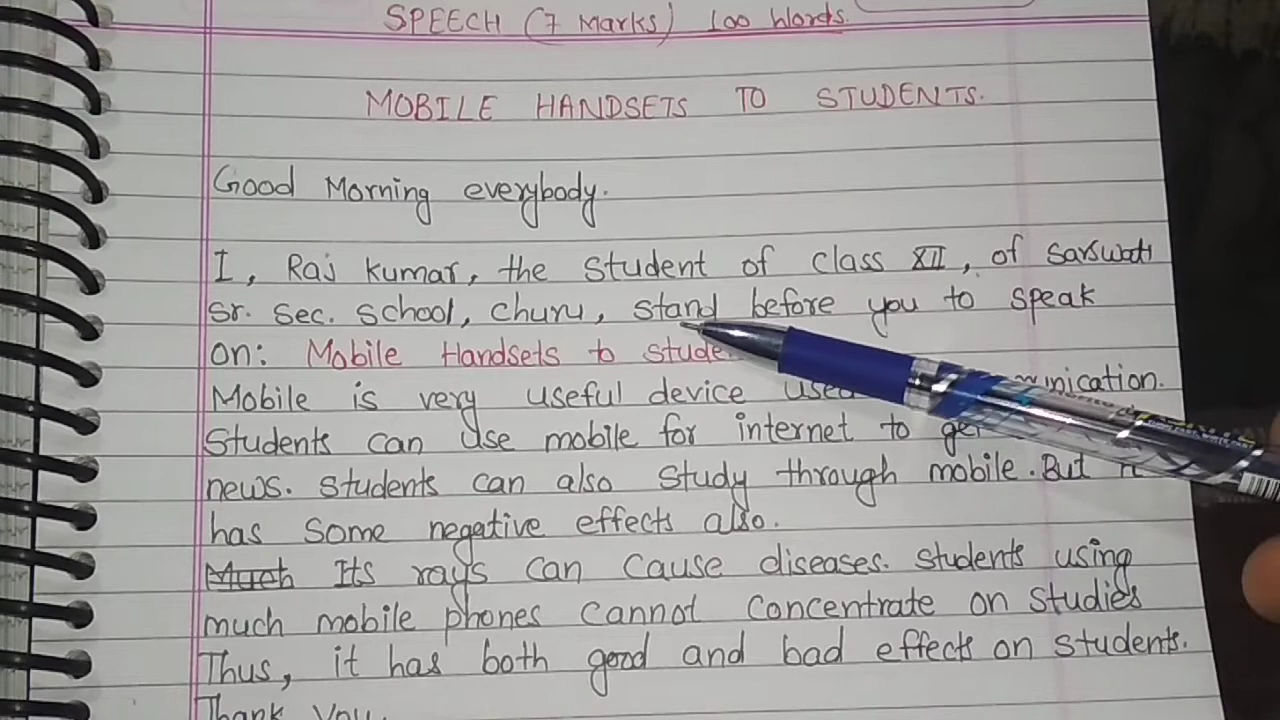 SPEECH (7 Marks) 100 Words.
MOBILE HANDSETS TO STUDENTS.
Good Morning everybody.
I, Raj Kumar, the Student of class XII, of Sarswati
Sr. Sec. School, Churu, stand before you to speak
on: Mobile Handsets to
Mobile is very useful device
Students can use mobile for internet to
news. Students can also study through mobile. But
has some negative effects also.
Much Its rays can cause diseases. Students using
much mobile phones cannot concentrate on studies
Thus, it has both good and bad effects on students.
Thank You.